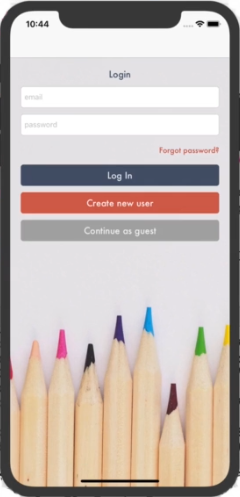 10:44
Login
email
password
Forgot password?
Log In
Create new user
Continue as guest